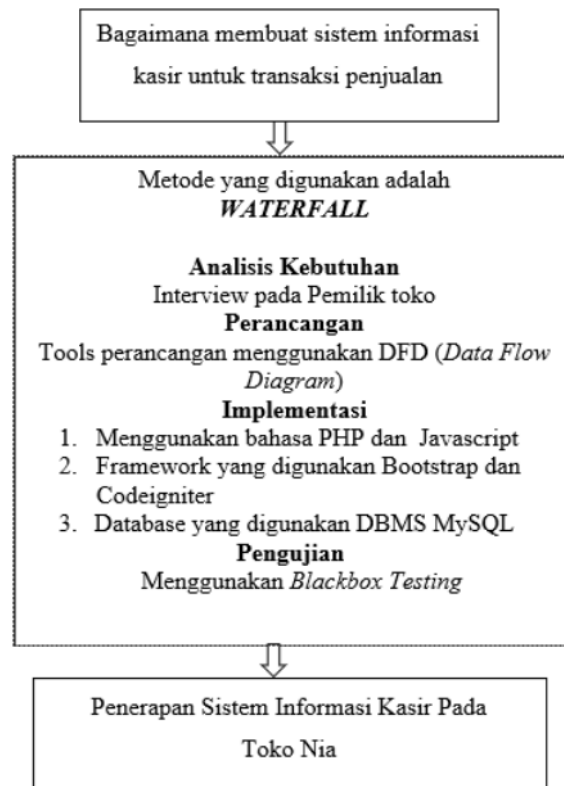 Bagaimana membuat sistem informasi
kasir untuk transaksi penjualan
Metode yang digunakan adalah
WATERFALL
Analisis Kebutuhan
Interview pada Pemilik toko
Perancangan
Tools perancangan menggunakan DFD (Data Flow
Diagram)
Implementasi
1. Menggunakan bahasa PHP dan Javascript
2. Framework yang digunakan Bootstrap dan
Codeigniter
3. Database yang digunakan DBMS MySQL
Pengujian
Menggunakan Blackbox Testing
Penerapan Sistem Informasi Kasir Pada
Toko Nia